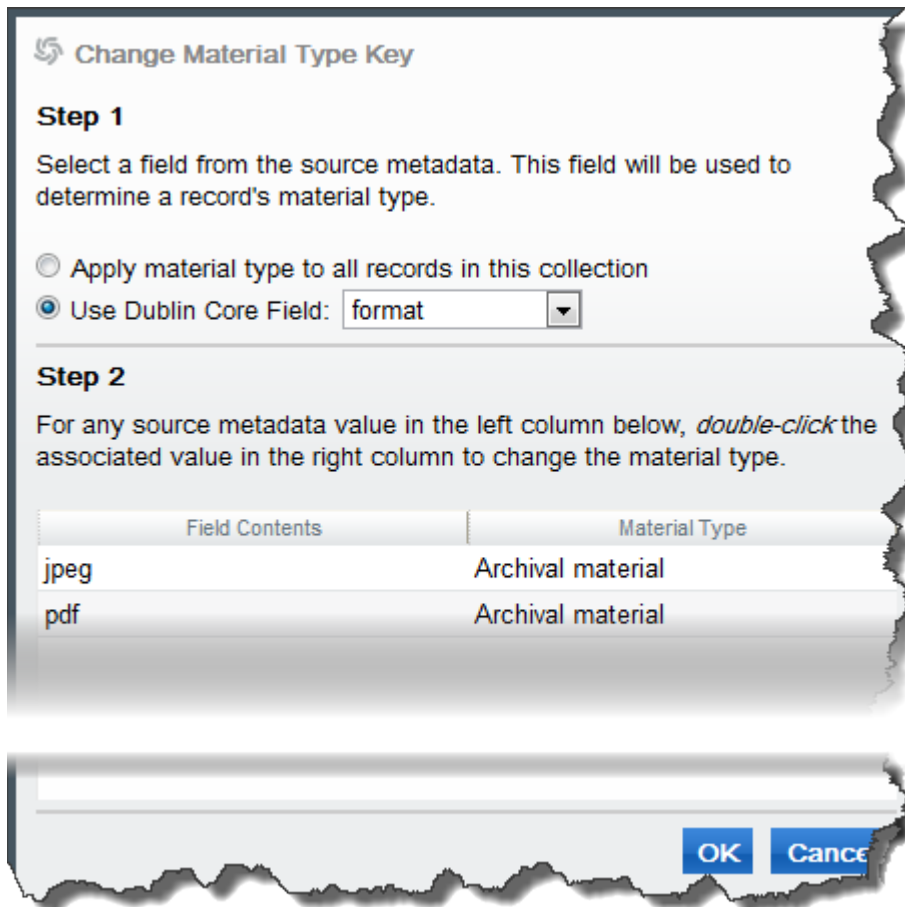 Change Material Type Key
Step 1
Select a field from the source metadata. This field will be used to
determine a record's material type.
Apply material type to all records in this collection
Use Dublin Core Field: format
Step 2
For any source metadata value in the left column below, double-click the
associated value in the right column to change the material type.
Field Contents Material Type
jpeg Archival material
pdf Archival material
OK Cance